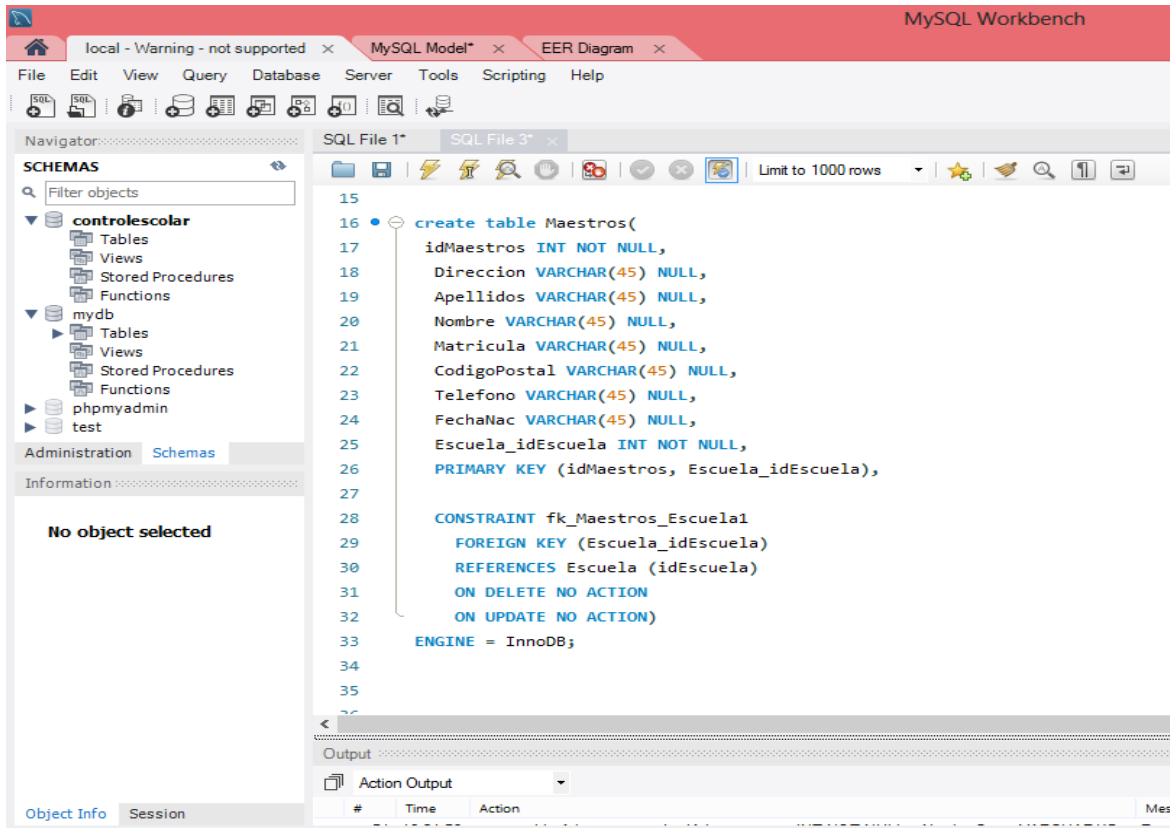 MySQL Workbench
local - Warning - not supported
MySQL Model*
EER Diagram
File Edit View Query Database Server Tools Scripting Help
Navigator
SQL File 1*
SQL File 3*
SCHEMAS
Limit to 1000 rows
Filter objects
controlescolar
Tables
Views
Stored Procedures
Functions
mydb
Tables
Views
Stored Procedures
Functions
phpmyadmin
test
Administration Schemas
Information
No object selected
Object Info Session
15
16 create table Maestros(
17 idMaestros INT NOT NULL,
18 Direccion VARCHAR(45) NULL,
19 Apellidos VARCHAR(45) NULL,
20 Nombre VARCHAR(45) NULL,
21 Matricula VARCHAR(45) NULL,
22 CodigoPostal VARCHAR(45) NULL,
23 Telefono VARCHAR(45) NULL,
24 FechaNac VARCHAR(45) NULL,
25 Escuela_idEscuela INT NOT NULL,
26 PRIMARY KEY (idMaestros, Escuela_idEscuela),
27
28 CONSTRAINT fk_Maestros_Escuela1
29 FOREIGN KEY (Escuela_idEscuela)
30 REFERENCES Escuela (idEscuela)
31 ON DELETE NO ACTION
32 ON UPDATE NO ACTION)
33 ENGINE = InnoDB;
34
35
Output
Action Output
# Time Action Mes